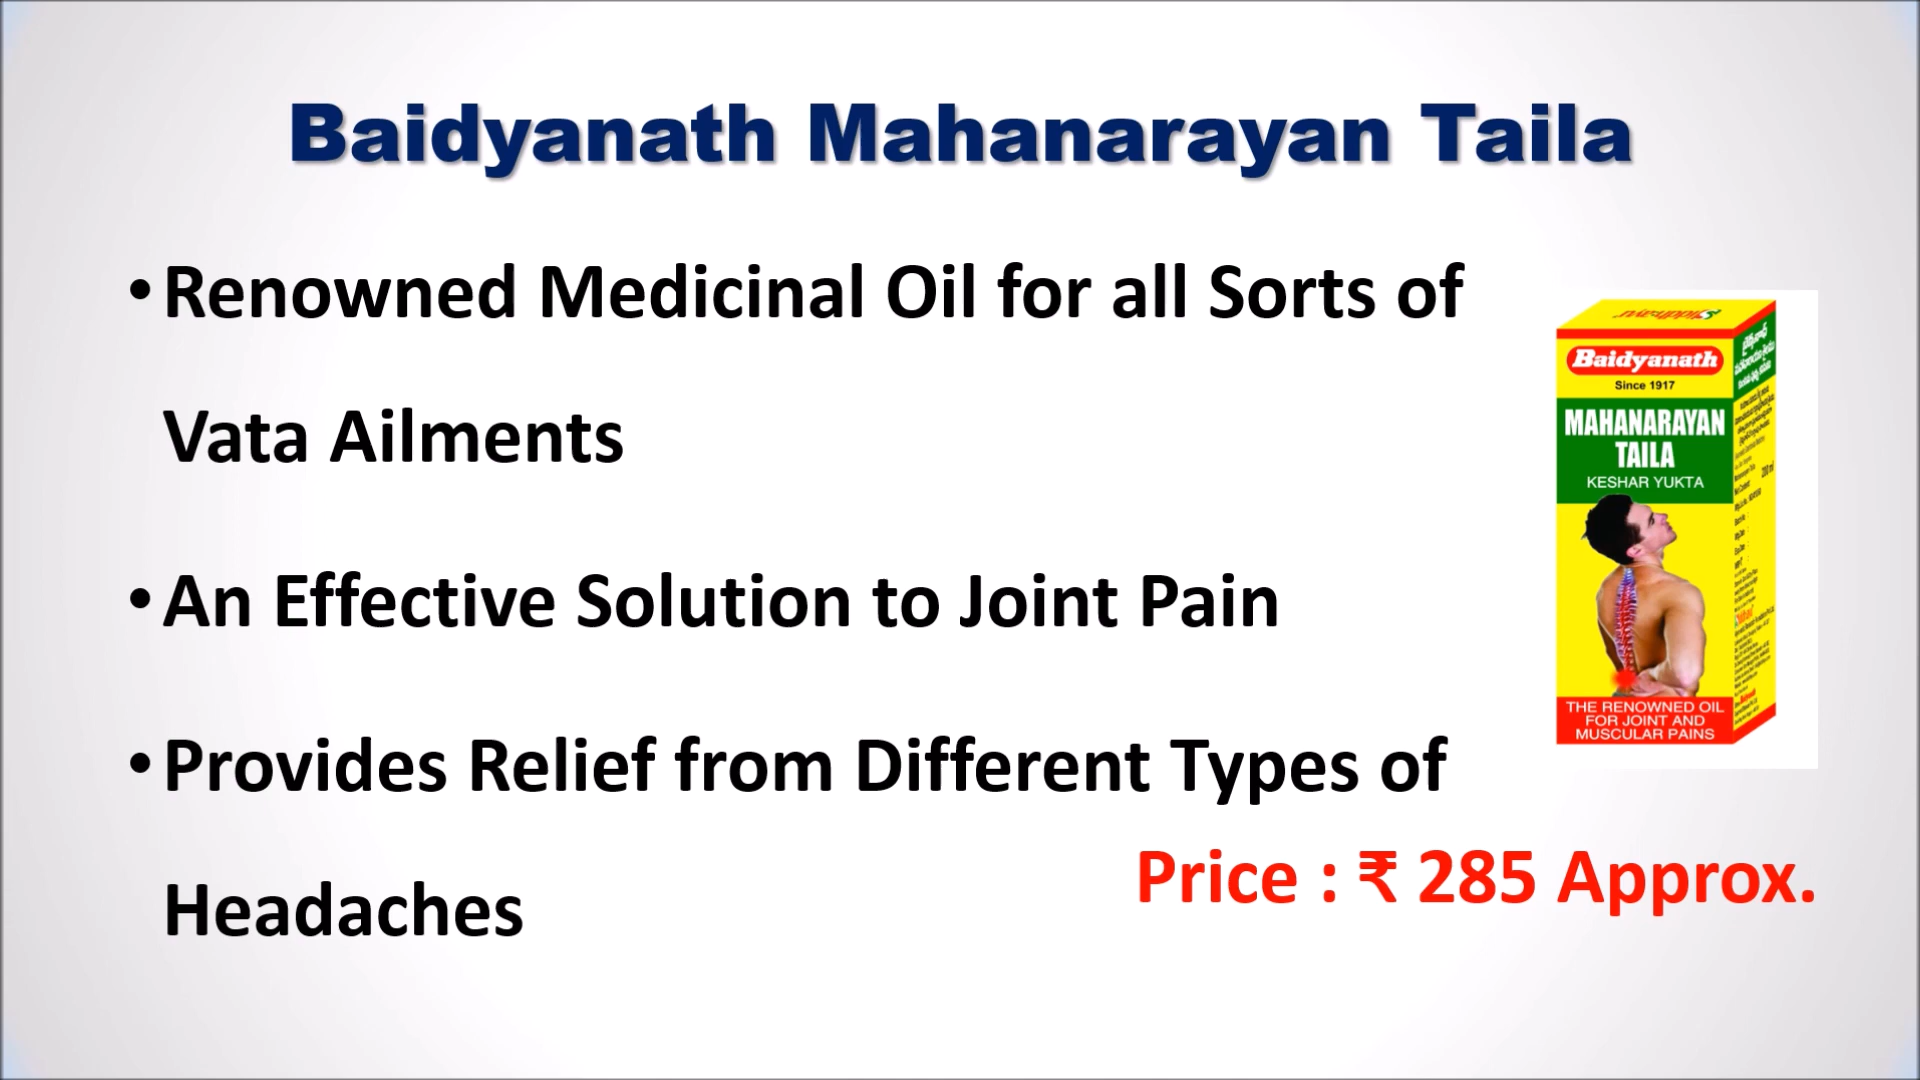 Baidyanath Mahanarayan Taila
• Renowned Medicinal Oil for all Sorts of
Vata Ailments
• An Effective Solution to Joint Pain
• Provides Relief from Different Types of
Headaches
Baidyanath
Since 1917
MAHANARAYAN
TAILA
KESHAR YUKTA
THE RENOWNED OIL
FOR JOINT AND
MUSCULAR PAINS
Price : ₹ 285 Approx.